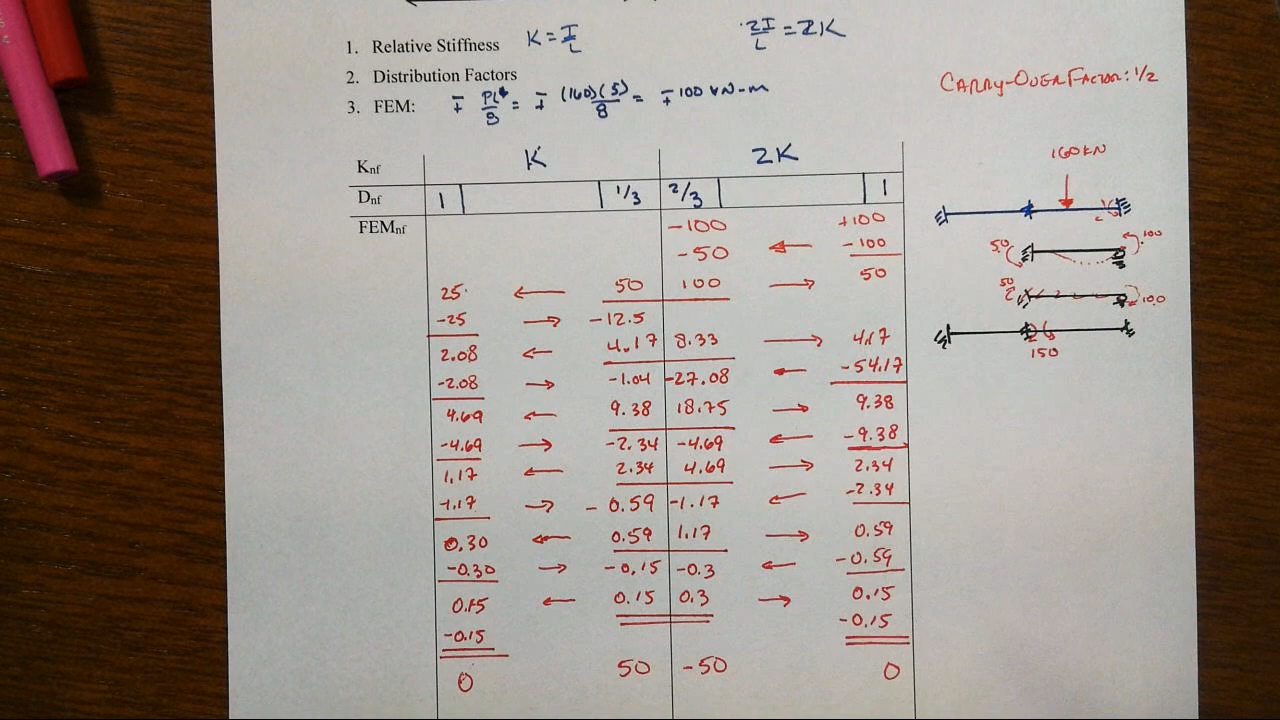 1. Relative Stiffness K = I/L ·2I/L = 2K
2. Distribution Factors
CARRY-OVER FACTOR: 1/2
3. FEM: ∓ PL/8 = ∓ (160)(5)/8 = ∓100 kN-m
Knf K 2K
Dnf 1 1/3 2/3 1
FEMnf -100 +100
-50 ← -100
25 ← 50 100 → 50
-25 → -12.5
2.08 ← 4.17 8.33 → 4.17
-2.08 → -1.04 -27.08 ← -54.17
4.69 ← 9.38 18.75 → 9.38
-4.69 → -2.34 -4.69 ← -9.38
1.17 ← 2.34 4.69 → 2.34
-1.17 → -0.59 -1.17 ← -2.34
0.30 ← 0.59 1.17 → 0.59
-0.30 → -0.15 -0.3 ← -0.59
0.15 ← 0.15 0.3 → 0.15
-0.15 -0.15
0 50 -50 0
160kN
50 100
50 100
150